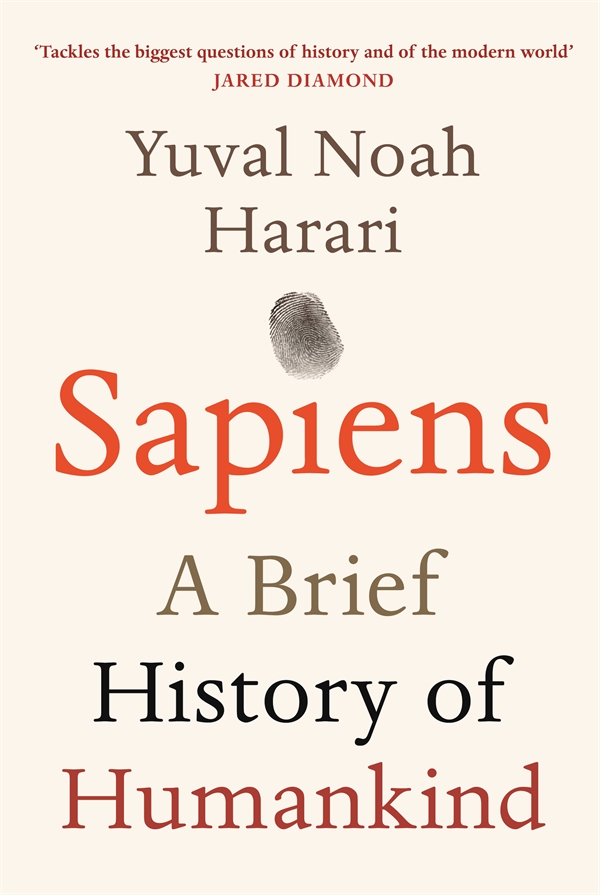 ‘Tackles the biggest questions of history and of the modern world’
JARED DIAMOND
Yuval Noah
Harari
Sapiens
A Brief
History of
Humankind